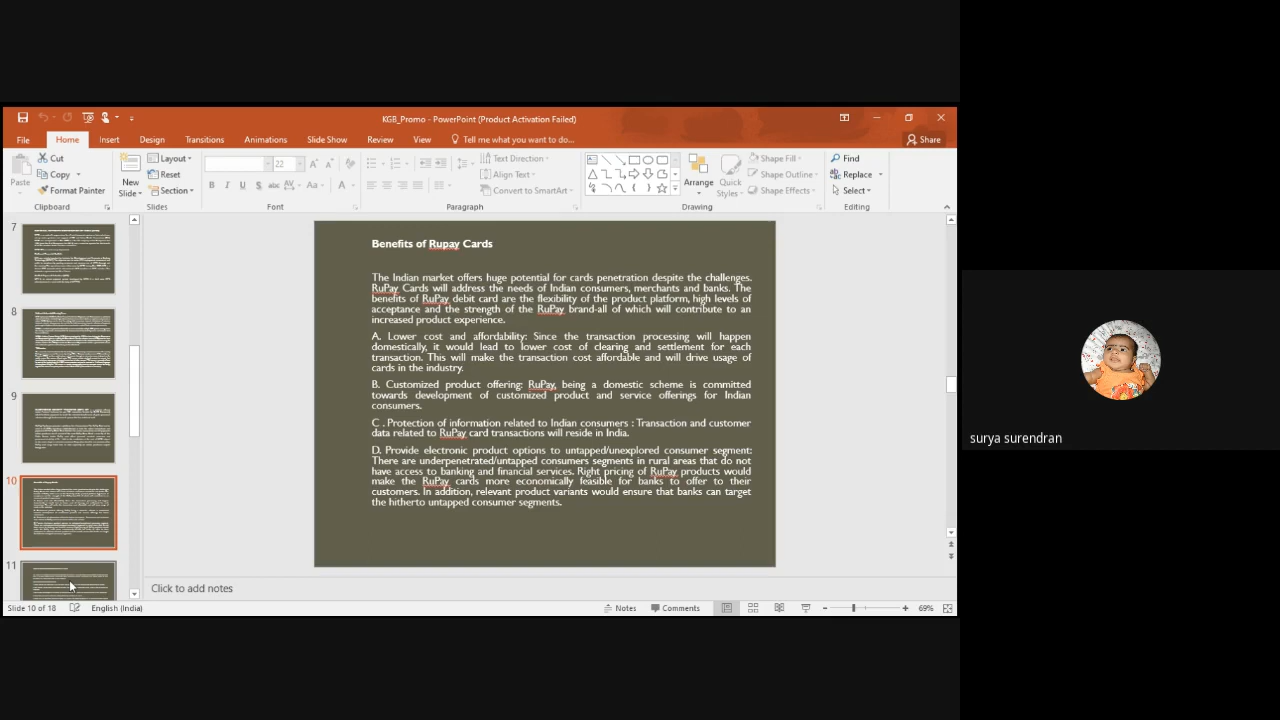 KGB_Promo - PowerPoint (Product Activation Failed)
File Home Insert Design Transitions Animations Slide Show Review View Tell me what you want to do... Share
Paste Cut Copy Format Painter Clipboard
New Slide Layout Reset Section Slides
22 Font
Text Direction Align Text Convert to SmartArt Paragraph
Arrange Quick Styles Shape Fill Shape Outline Shape Effects Drawing
Find Replace Select Editing
7
8
9
10
11
Benefits of Rupay Cards
The Indian market offers huge potential for cards penetration despite the challenges.
RuPay Cards will address the needs of Indian consumers, merchants and banks. The
benefits of RuPay debit card are the flexibility of the product platform, high levels of
acceptance and the strength of the RuPay brand-all of which will contribute to an
increased product experience.
A. Lower cost and affordability: Since the transaction processing will happen
domestically, it would lead to lower cost of clearing and settlement for each
transaction. This will make the transaction cost affordable and will drive usage of
cards in the industry.
B. Customized product offering: RuPay, being a domestic scheme is committed
towards development of customized product and service offerings for Indian
consumers.
C . Protection of information related to Indian consumers : Transaction and customer
data related to RuPay card transactions will reside in India.
D. Provide electronic product options to untapped/unexplored consumer segment:
There are underpenetrated/untapped consumers segments in rural areas that do not
have access to banking and financial services. Right pricing of RuPay products would
make the RuPay cards more economically feasible for banks to offer to their
customers. In addition, relevant product variants would ensure that banks can target
the hitherto untapped consumer segments.
Click to add notes
Slide 10 of 18 English (India) Notes Comments 69%
surya surendran